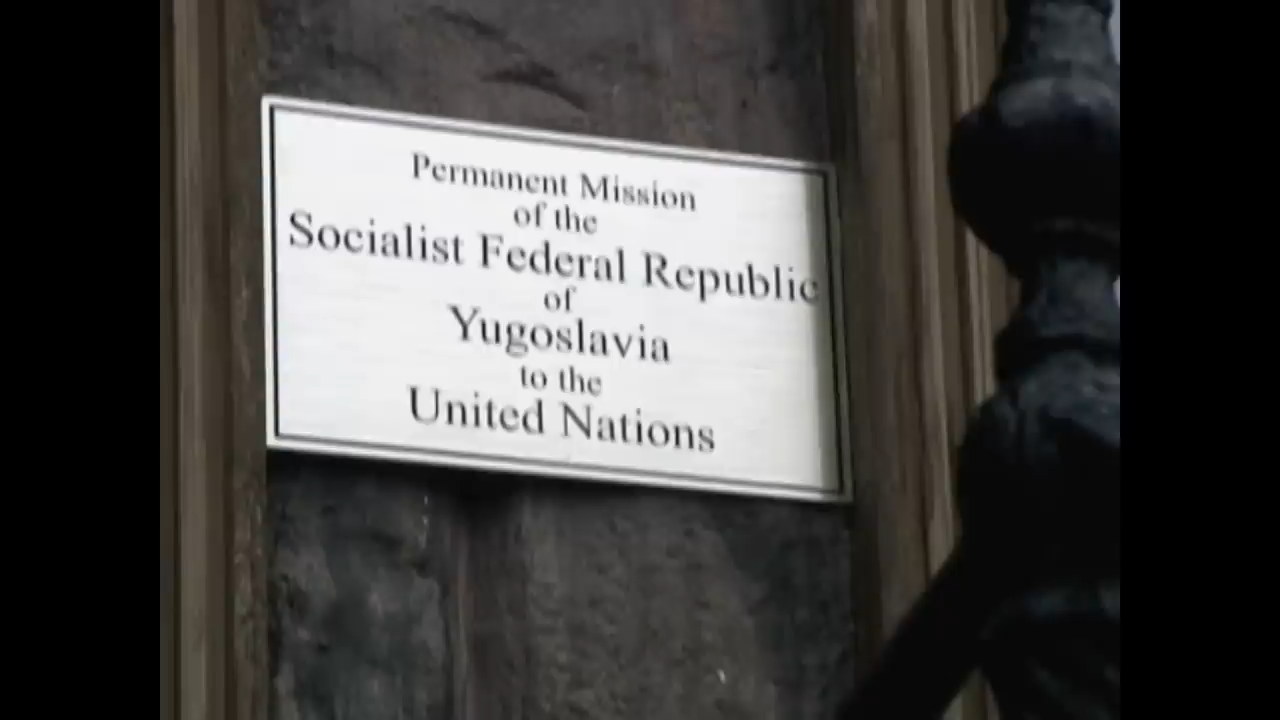 Permanent Mission
of the
Socialist Federal Republic
of
Yugoslavia
to the
United Nations